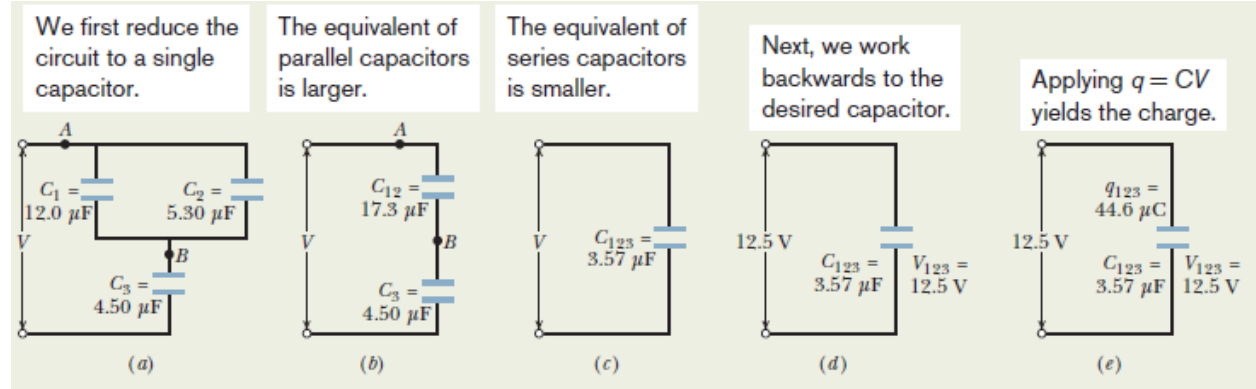 We first reduce the
circuit to a single
capacitor.
The equivalent of
parallel capacitors
is larger.
The equivalent of
series capacitors
is smaller.
Next, we work
backwards to the
desired capacitor.
Applying q = CV
yields the charge.
A
C₁ =
12.0 μF
C₂ =
5.30 μF
V
B
C₃ =
4.50 μF
(a)
A
C₁₂ =
17.3 μF
V
B
C₃ =
4.50 μF
(b)
V
C₁₂₃ =
3.57 μF
(c)
12.5 V
C₁₂₃ =
3.57 μF
V₁₂₃ =
12.5 V
(d)
q₁₂₃ =
44.6 μC
12.5 V
C₁₂₃ =
3.57 μF
V₁₂₃ =
12.5 V
(e)